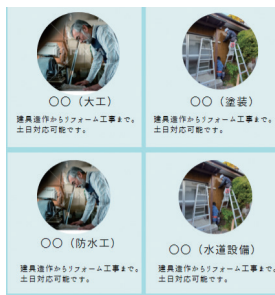 〇〇（大工）
建具造作からリフォーム工事まで。
土日対応可能です。
〇〇（塗装）
建具造作からリフォーム工事まで。
土日対応可能です。
〇〇（防水工）
建具造作からリフォーム工事まで。
土日対応可能です。
〇〇（水道設備）
建具造作からリフォーム工事まで。
土日対応可能です。